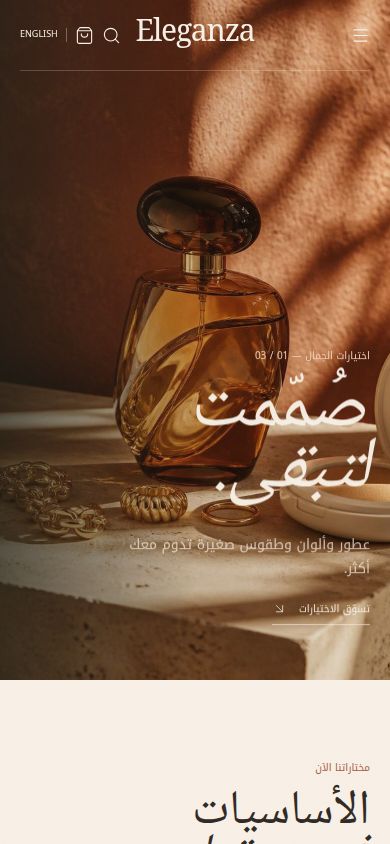 ENGLISH
Eleganza
اختيارات الجمال — 01 / 03
صُمّمت
لتبقى.
عطور وألوان وطقوس صغيرة تدوم معك
أكثر.
تسوّق الاختيارات
مختاراتنا الآن
الأساسيات